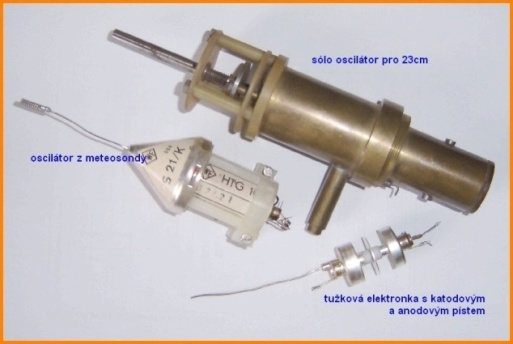 sólo oscilátor pro 23cm
oscilátor z meteosondy
S 21/K
HTG
tužková elektronka s katodovým
a anodovým pístem